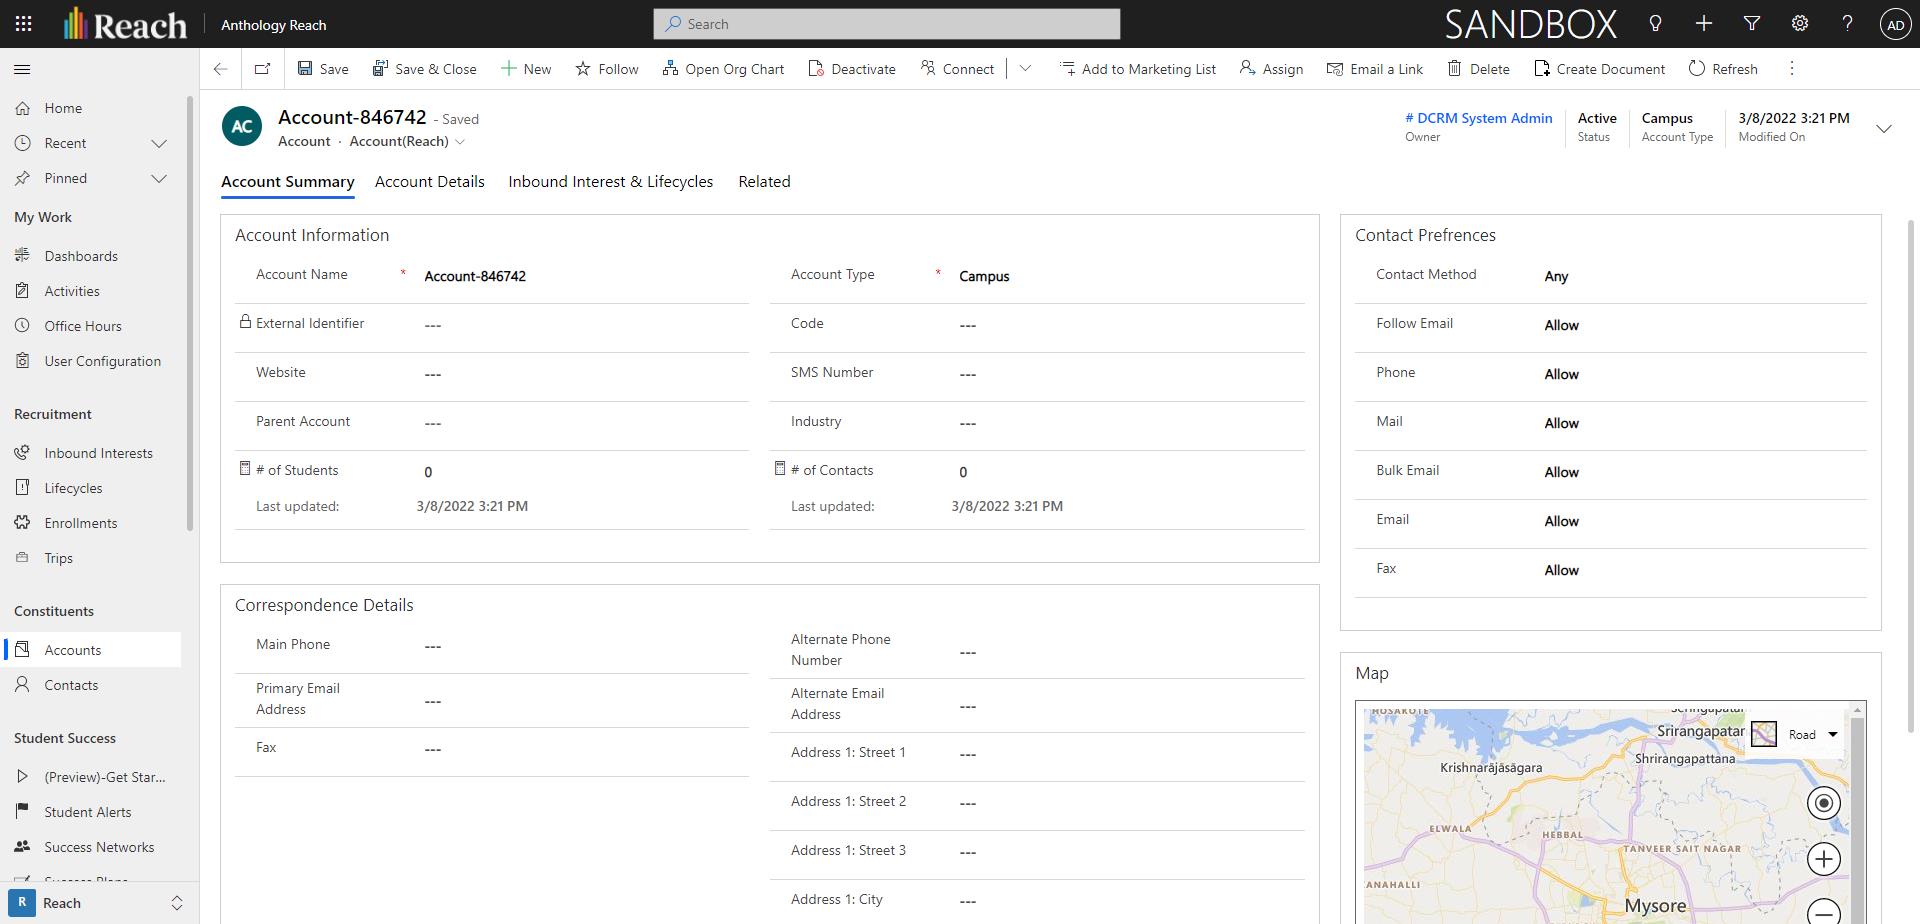 Reach
Anthology Reach
Search
SANDBOX
AD
Save
Save & Close
New
Follow
Open Org Chart
Deactivate
Connect
Add to Marketing List
Assign
Email a Link
Delete
Create Document
Refresh
Home
Recent
Pinned
My Work
Dashboards
Activities
Office Hours
User Configuration
Recruitment
Inbound Interests
Lifecycles
Enrollments
Trips
Constituents
Accounts
Contacts
Student Success
(Preview)-Get Star...
Student Alerts
Success Networks
Success Plans
R Reach
AC
Account-846742 - Saved
Account · Account(Reach)
# DCRM System Admin
Owner
Active
Status
Campus
Account Type
3/8/2022 3:21 PM
Modified On
Account Summary Account Details Inbound Interest & Lifecycles Related
Account Information
Account Name * Account-846742
External Identifier ---
Website ---
Parent Account ---
# of Students 0
Last updated: 3/8/2022 3:21 PM
Account Type * Campus
Code ---
SMS Number ---
Industry ---
# of Contacts 0
Last updated: 3/8/2022 3:21 PM
Correspondence Details
Main Phone ---
Primary Email
Address ---
Fax ---
Alternate Phone
Number ---
Alternate Email
Address ---
Address 1: Street 1 ---
Address 1: Street 2 ---
Address 1: Street 3 ---
Address 1: City ---
Contact Prefrences
Contact Method Any
Follow Email Allow
Phone Allow
Mail Allow
Bulk Email Allow
Email Allow
Fax Allow
Map
HOSAKOTE
Sringapatar
Srirangapatar
Road
Shrirangapattana
Krishnarājāsāgara
ELWALA
HEBBAL
TANVEER SAIT NAGAR
ANAHALLI
Mysore